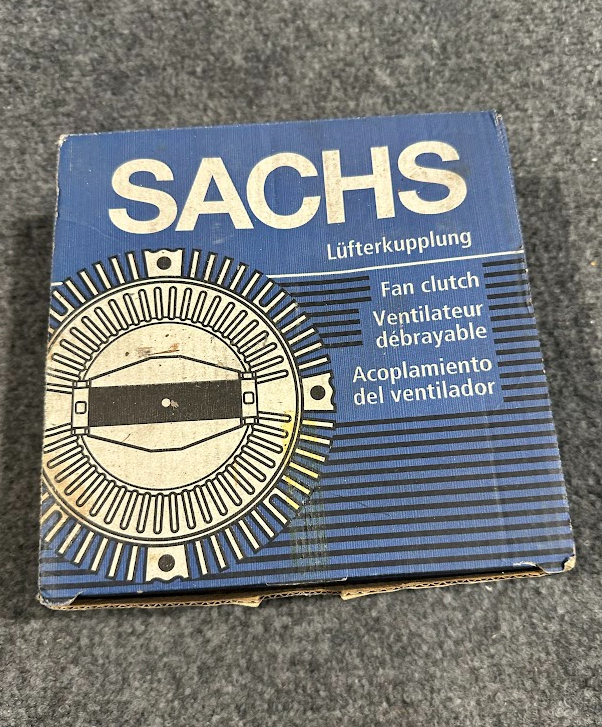 SACHS
Lüfterkupplung
Fan clutch
Ventilateur
débrayable
Acoplamiento
del ventilador